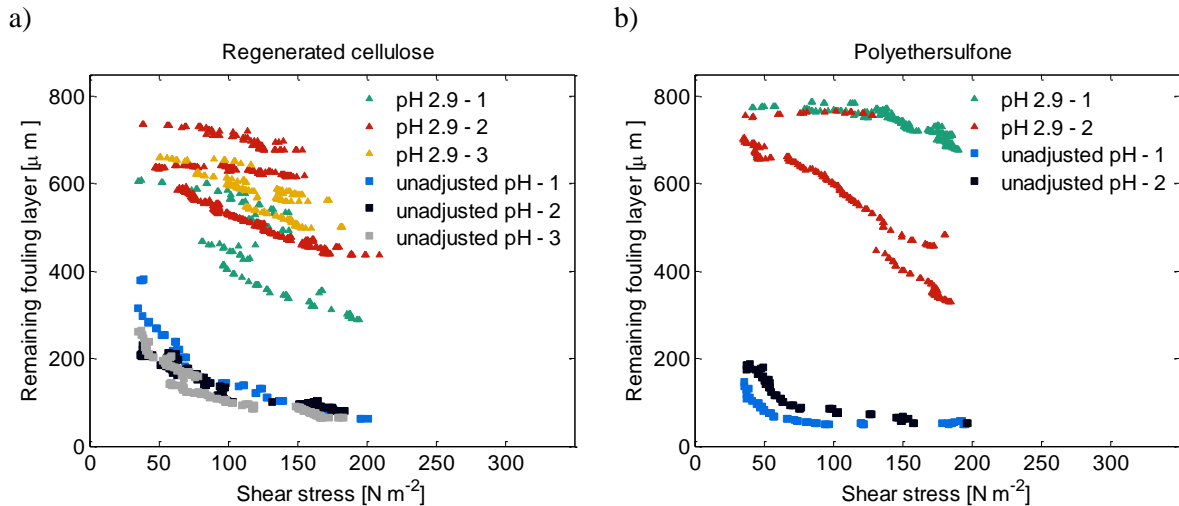 a)
Regenerated cellulose
800
600
400
200
0
0 50 100 150 200 250 300
Remaining fouling layer [μ m ]
Shear stress [N m-2]
pH 2.9 - 1
pH 2.9 - 2
pH 2.9 - 3
unadjusted pH - 1
unadjusted pH - 2
unadjusted pH - 3
b)
Polyethersulfone
800
600
400
200
0
0 50 100 150 200 250 300
Remaining fouling layer [μ m ]
Shear stress [N m-2]
pH 2.9 - 1
pH 2.9 - 2
unadjusted pH - 1
unadjusted pH - 2